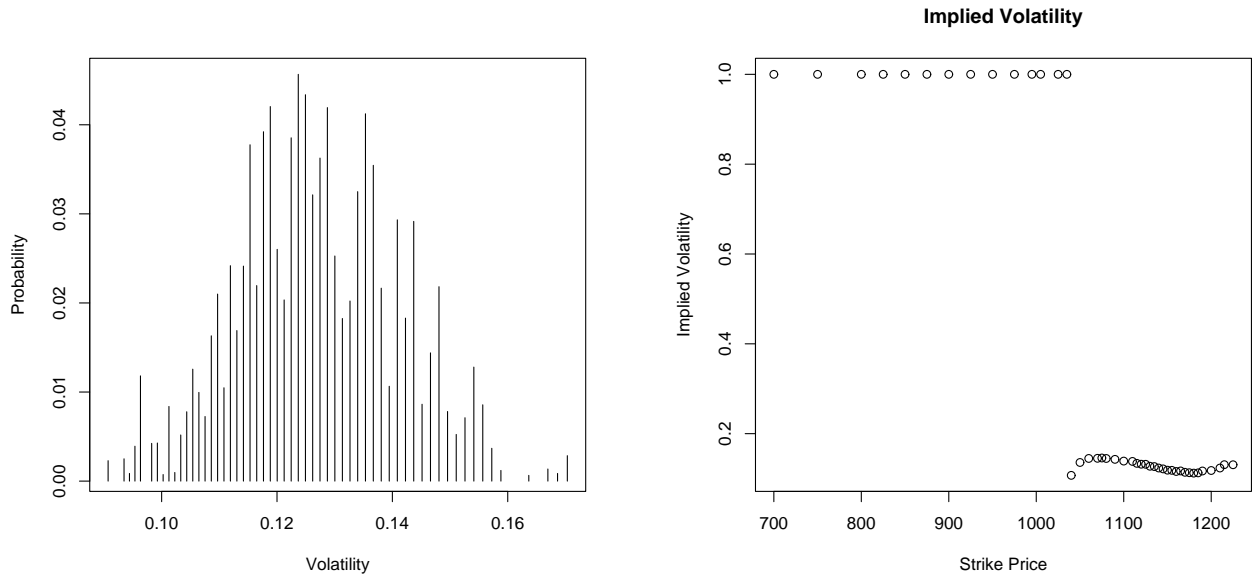 0.04
0.03
0.02
0.01
0.00
Probability
0.10 0.12 0.14 0.16
Volatility
Implied Volatility
1.0
0.8
0.6
0.4
0.2
Implied Volatility
700 800 900 1000 1100 1200
Strike Price